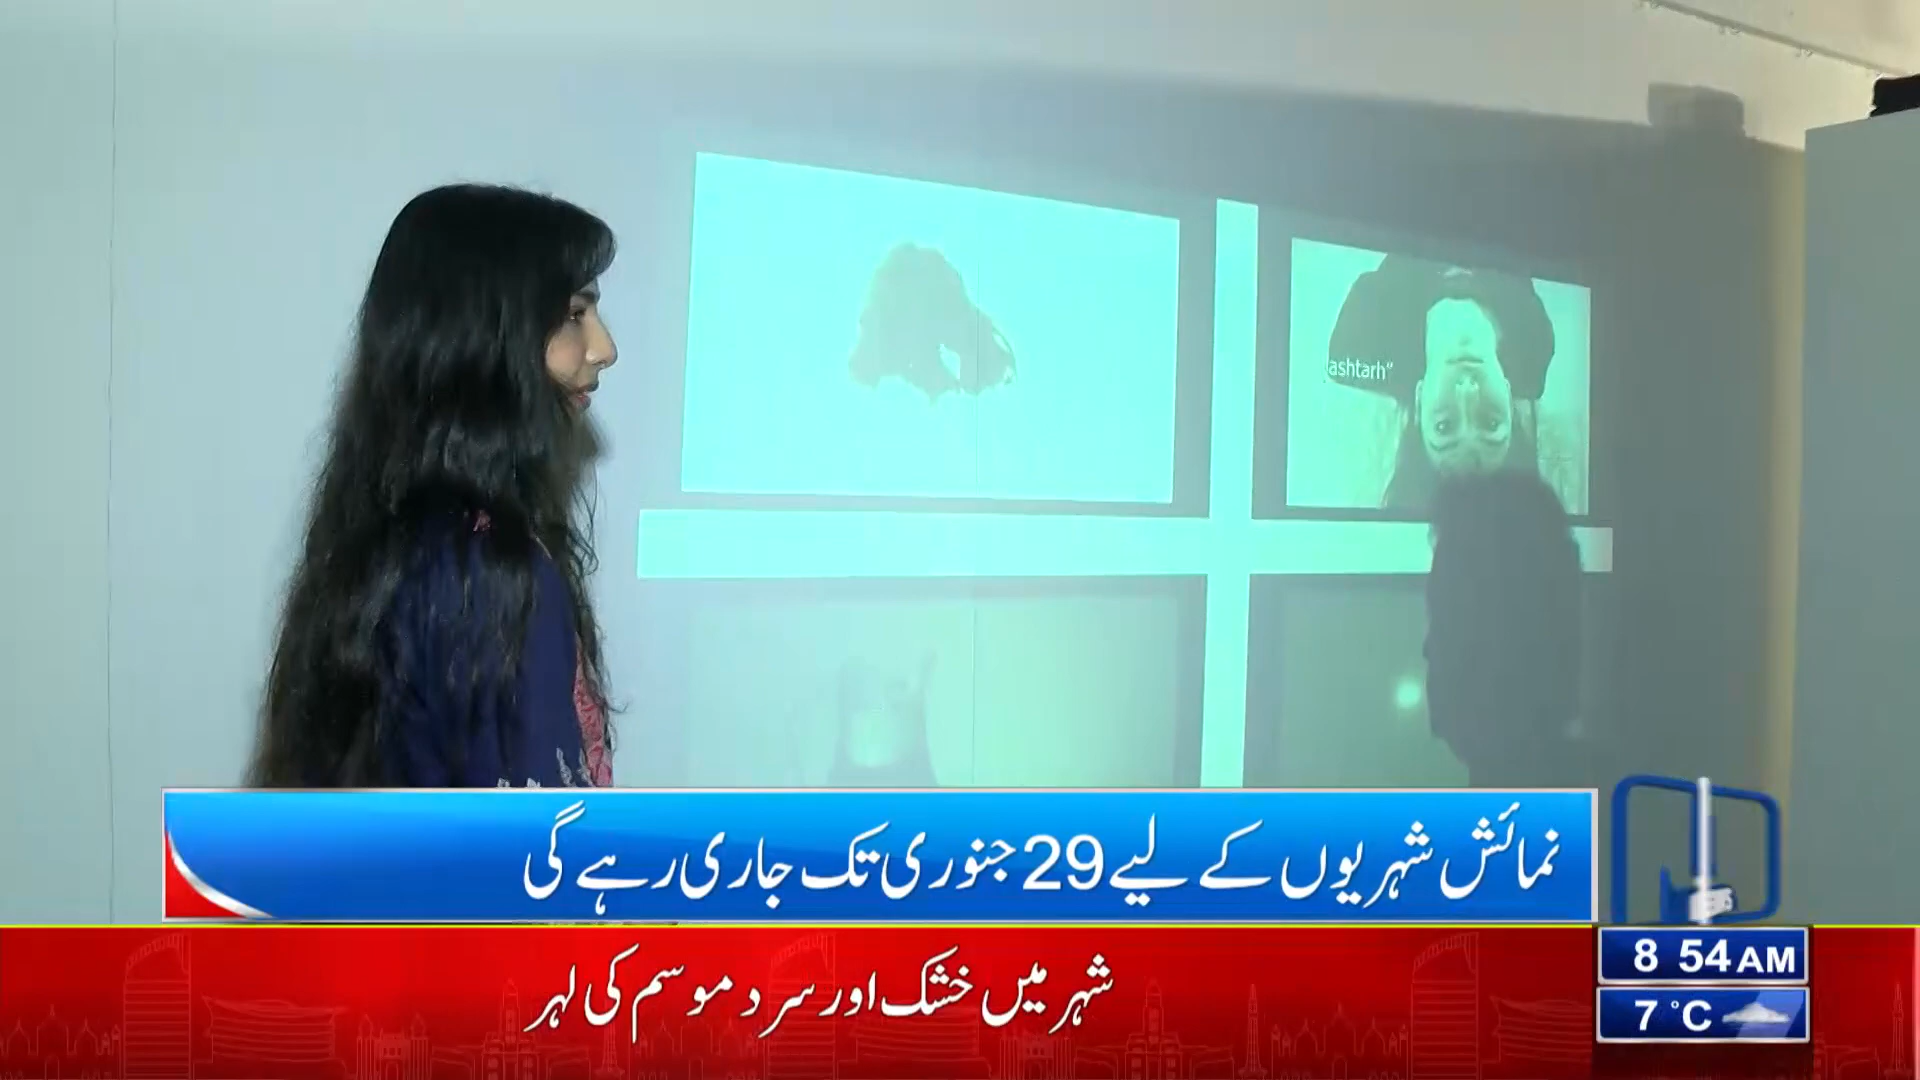 ashtarh"
نمائش شہریوں کے لیے 29 جنوری تک جاری رہے گی
8 54 AM
شہر میں خشک اور سرد موسم کی لہر
7 °C